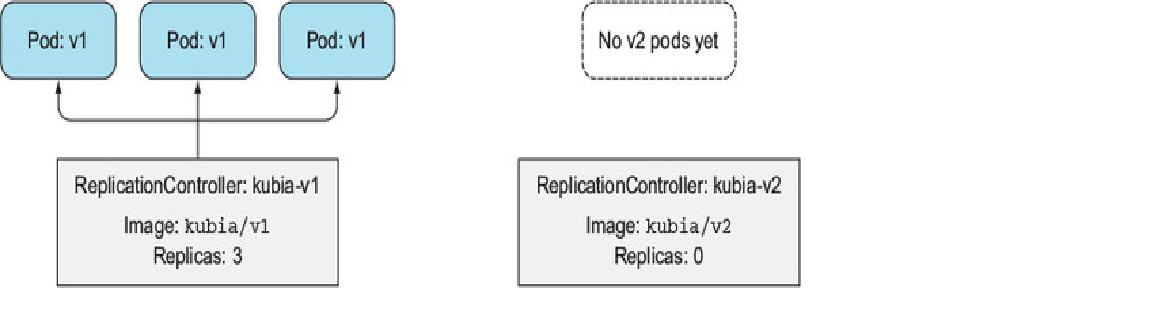 Pod: v1
Pod: v1
Pod: v1
No v2 pods yet
ReplicationController: kubia-v1
Image: kubia/v1
Replicas: 3
ReplicationController: kubia-v2
Image: kubia/v2
Replicas: 0